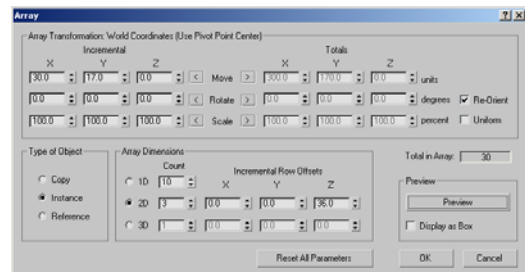 Array
Array Transformation: World Coordinates (Use Pivot Point Center)
Incremental Totals
X Y Z X Y Z
30.0 17.0 0.0 < Move > 300.0 170.0 0.0 units
0.0 0.0 0.0 < Rotate > 0.0 0.0 0.0 degrees Re-Orient
100.0 100.0 100.0 < Scale > 100.0 100.0 100.0 percent Uniform
Type of Object
Copy
Instance
Reference
Array Dimensions
Count Incremental Row Offsets
X Y Z
1D 10
2D 3 0.0 0.0 36.0
3D 1 0.0 0.0 0.0
Total in Array: 30
Preview
Preview
Display as Box
Reset All Parameters OK Cancel